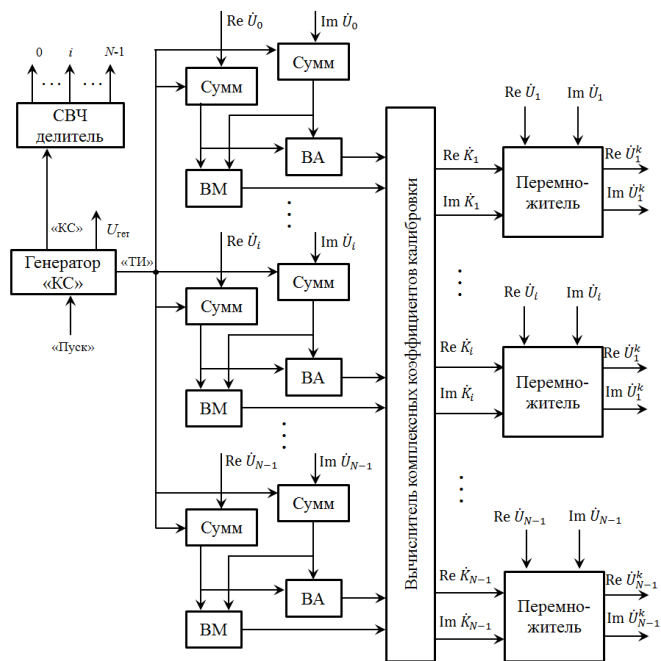 Re U̇₀
Im U̇₀
0
i
N-1
... ...
СВЧ
делитель
Сумм
Сумм
ВМ
ВА
«КС»
Uгет
Генератор
«КС»
«ТИ»
«Пуск»
Re U̇ᵢ
Im U̇ᵢ
Сумм
Сумм
ВА
ВМ
Re U̇_{N−1}
Im U̇_{N−1}
Сумм
Сумм
ВА
ВМ
Вычислитель комплексных коэффициентов калибровки
Re U̇₁
Im U̇₁
Re K̇₁
Im K̇₁
Перемно-
житель
Re U̇₁ᵏ
Im U̇₁ᵏ
Re U̇ᵢ
Im U̇ᵢ
Re K̇ᵢ
Im K̇ᵢ
Перемно-
житель
Re U̇₁ᵏ
Im U̇₁ᵏ
Re U̇_{N−1}
Im U̇_{N−1}
Re K̇_{N−1}
Im K̇_{N−1}
Перемно-
житель
Re U̇ᵏ_{N−1}
Im U̇ᵏ_{N−1}